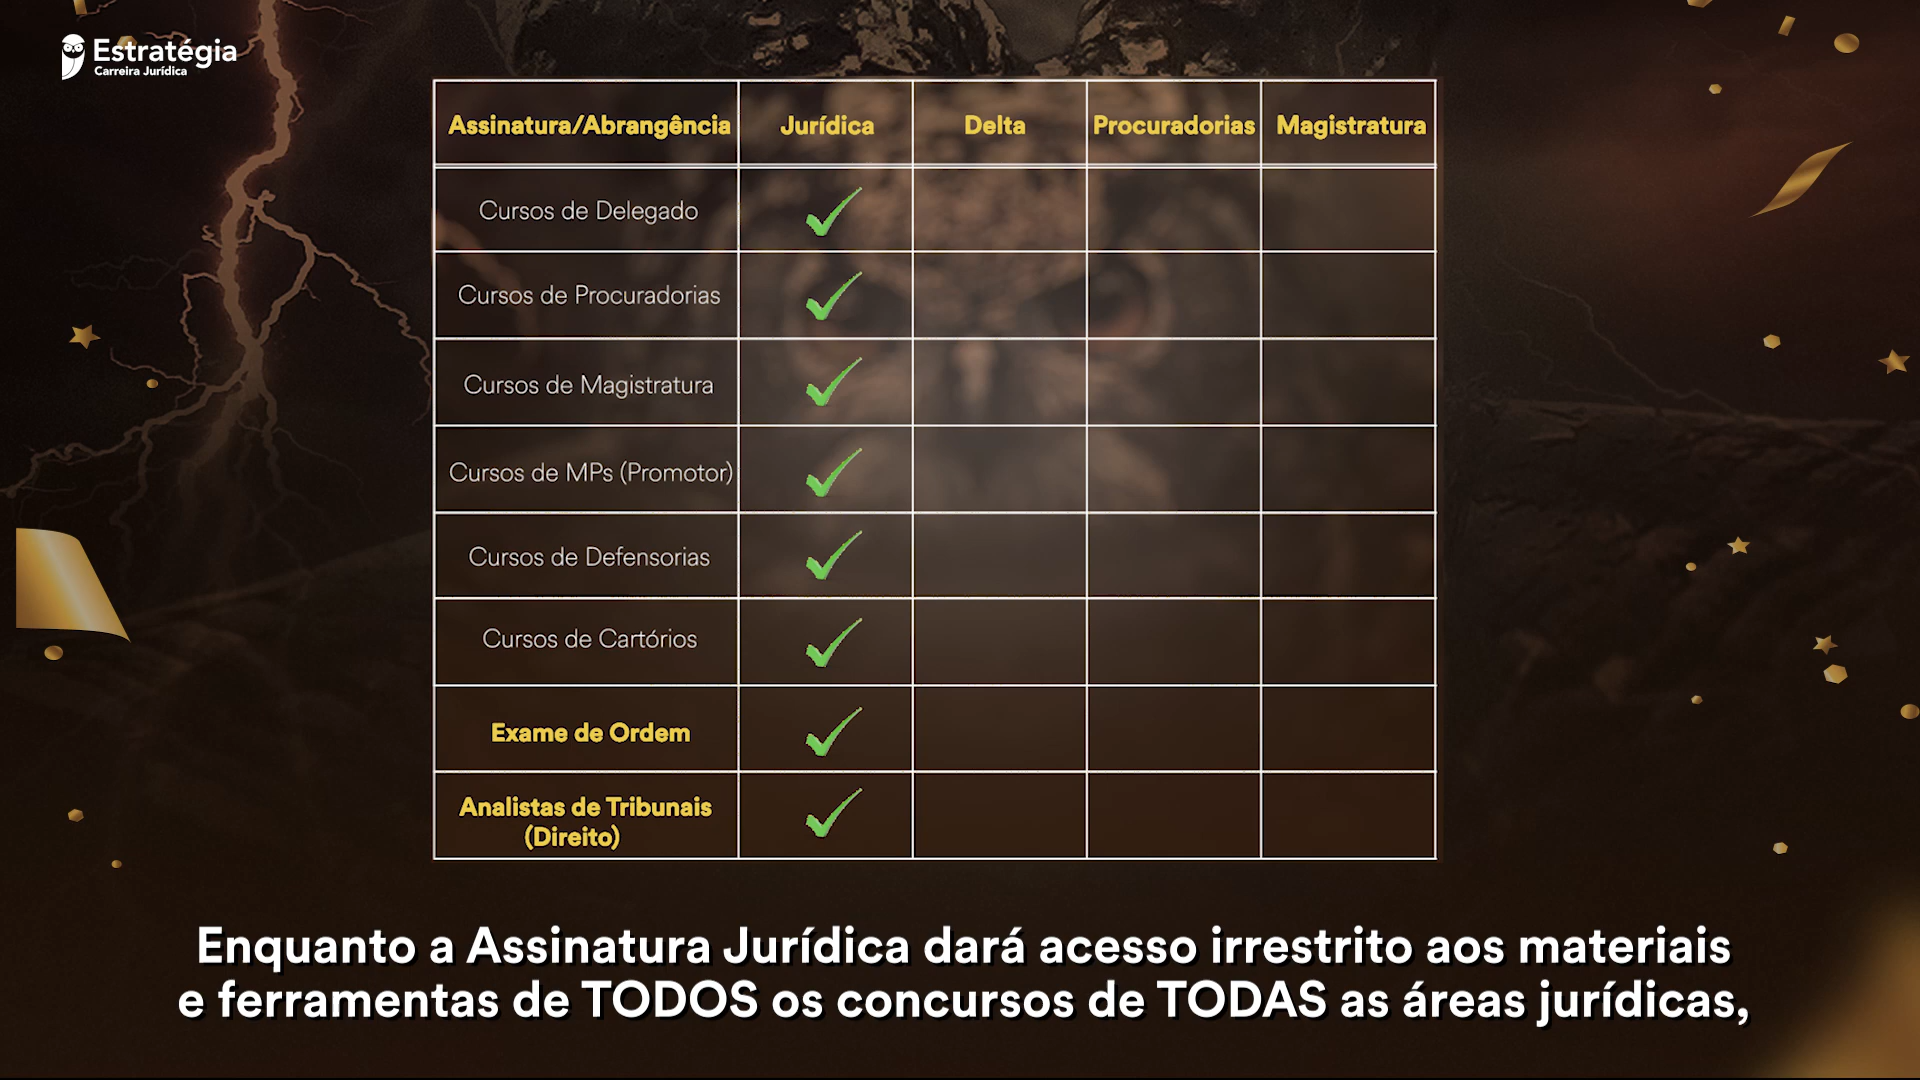 Estratégia
Carreira Jurídica
Assinatura/Abrangência Jurídica Delta Procuradorias Magistratura
Cursos de Delegado
Cursos de Procuradorias
Cursos de Magistratura
Cursos de MPs (Promotor)
Cursos de Defensorias
Cursos de Cartórios
Exame de Ordem
Analistas de Tribunais
(Direito)
Enquanto a Assinatura Jurídica dará acesso irrestrito aos materiais
e ferramentas de TODOS os concursos de TODAS as áreas jurídicas,